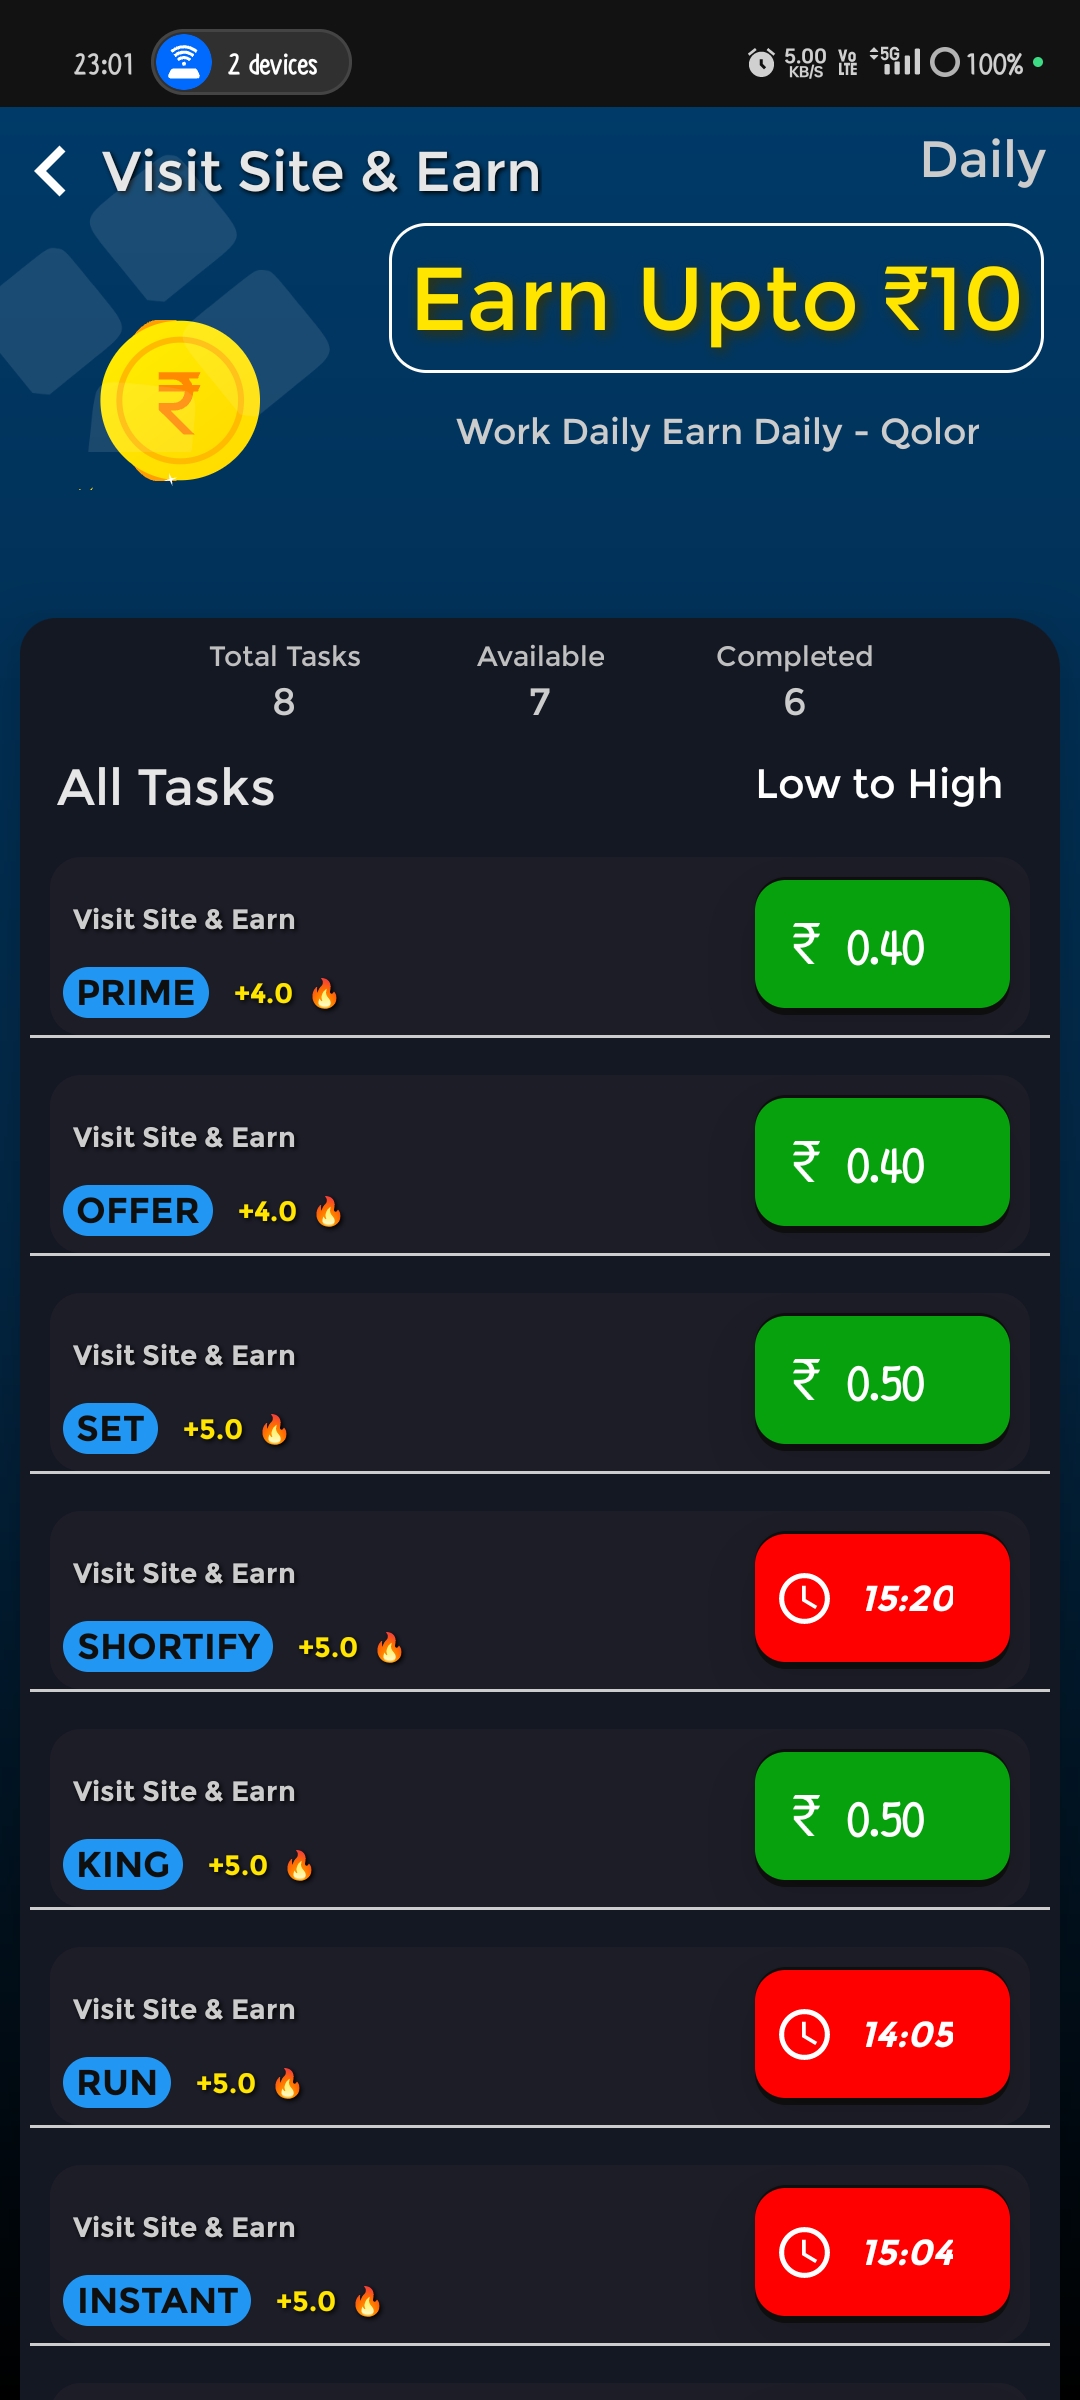 23:01 2 devices 5.00 KB/S Vo LTE 5G 100%
Visit Site & Earn Daily
Earn Upto ₹10
₹
Work Daily Earn Daily - Qolor
Total Tasks Available Completed
8 7 6
All Tasks Low to High
Visit Site & Earn
₹ 0.40
PRIME +4.0 🔥
Visit Site & Earn
₹ 0.40
OFFER +4.0 🔥
Visit Site & Earn
₹ 0.50
SET +5.0 🔥
Visit Site & Earn
15:20
SHORTIFY +5.0 🔥
Visit Site & Earn
₹ 0.50
KING +5.0 🔥
Visit Site & Earn
14:05
RUN +5.0 🔥
Visit Site & Earn
15:04
INSTANT +5.0 🔥